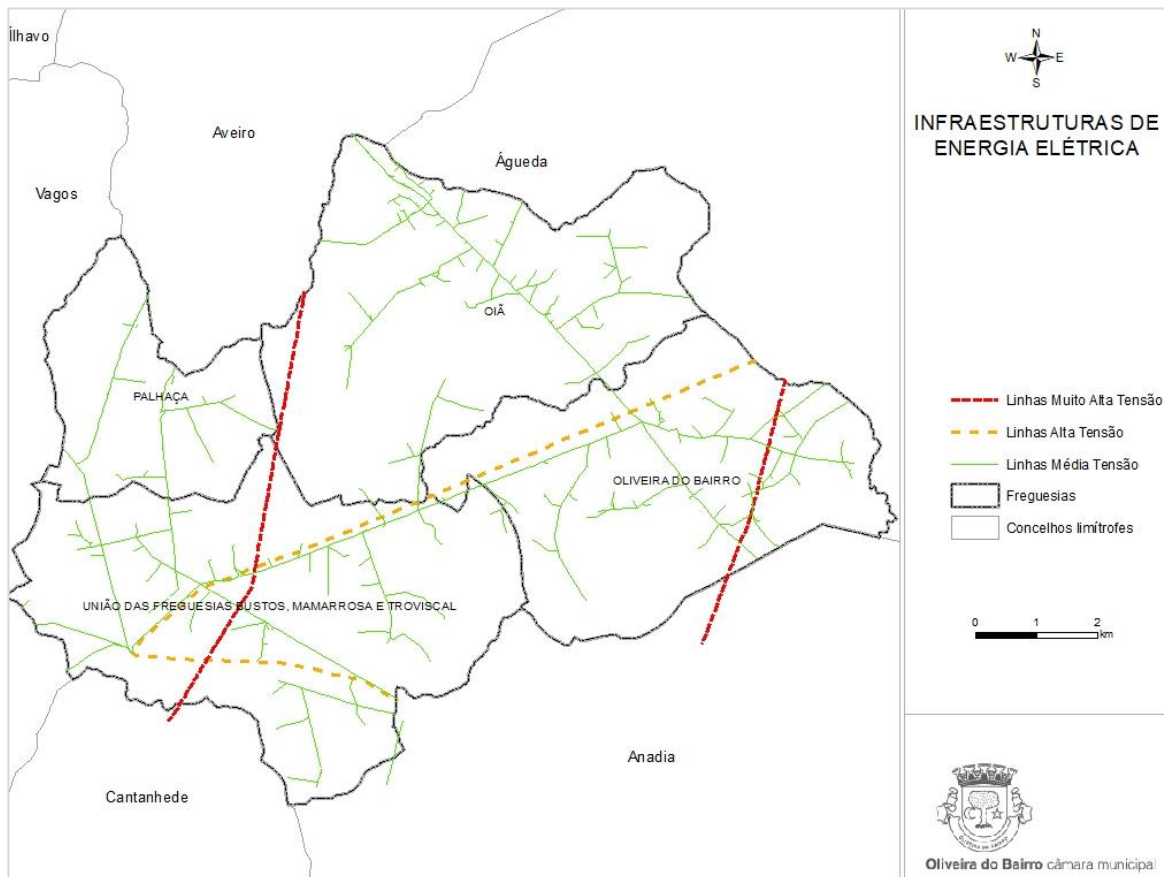 Ílhavo
Aveiro
Águeda
Vagos
OIÃ
PALHAÇA
OLIVEIRA DO BAIRRO
UNIÃO DAS FREGUESIAS BUSTOS, MAMARROSA E TROVISCAL
Anadia
Cantanhede
N
W E
S
INFRAESTRUTURAS DE
ENERGIA ELÉTRICA
Linhas Muito Alta Tensão
Linhas Alta Tensão
Linhas Média Tensão
Freguesias
Concelhos limítrofes
0 1 2
km
Oliveira do Bairro câmara municipal